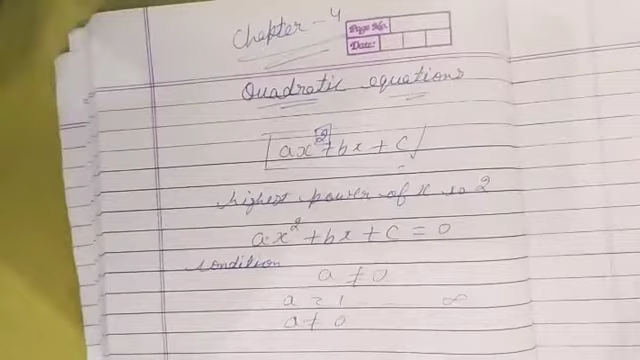 Chapter - 4
Page No.
Date:
Quadratic equations
ax²+bx+c
highest power of x is 2
ax²+bx+c=0
condition
a ≠ 0
a = 1 ∞
a ≠ 0